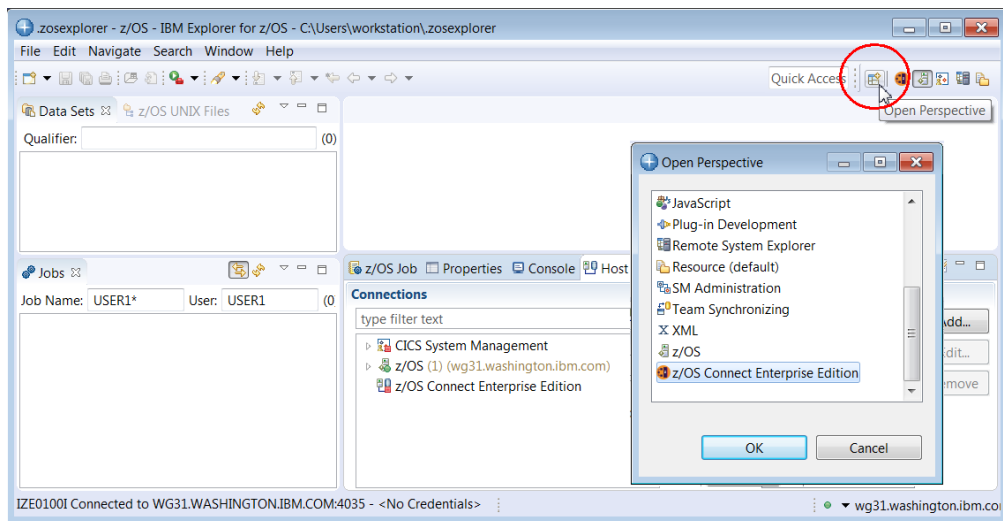 .zosexplorer - z/OS - IBM Explorer for z/OS - C:\Users\workstation\.zosexplorer
File Edit Navigate Search Window Help
Quick Access
Open Perspective
Data Sets z/OS UNIX Files
Qualifier: (0)
Open Perspective
JavaScript
Plug-in Development
Remote System Explorer
Resource (default)
SM Administration
Team Synchronizing
X XML
z/OS
z/OS Connect Enterprise Edition
OK Cancel
Jobs
Job Name: USER1* User: USER1 (0
z/OS Job Properties Console Host
Connections
type filter text
CICS System Management
z/OS (1) (wg31.washington.ibm.com)
z/OS Connect Enterprise Edition
Add...
dit...
move
IZE0100I Connected to WG31.WASHINGTON.IBM.COM:4035 - <No Credentials>
wg31.washington.ibm.co